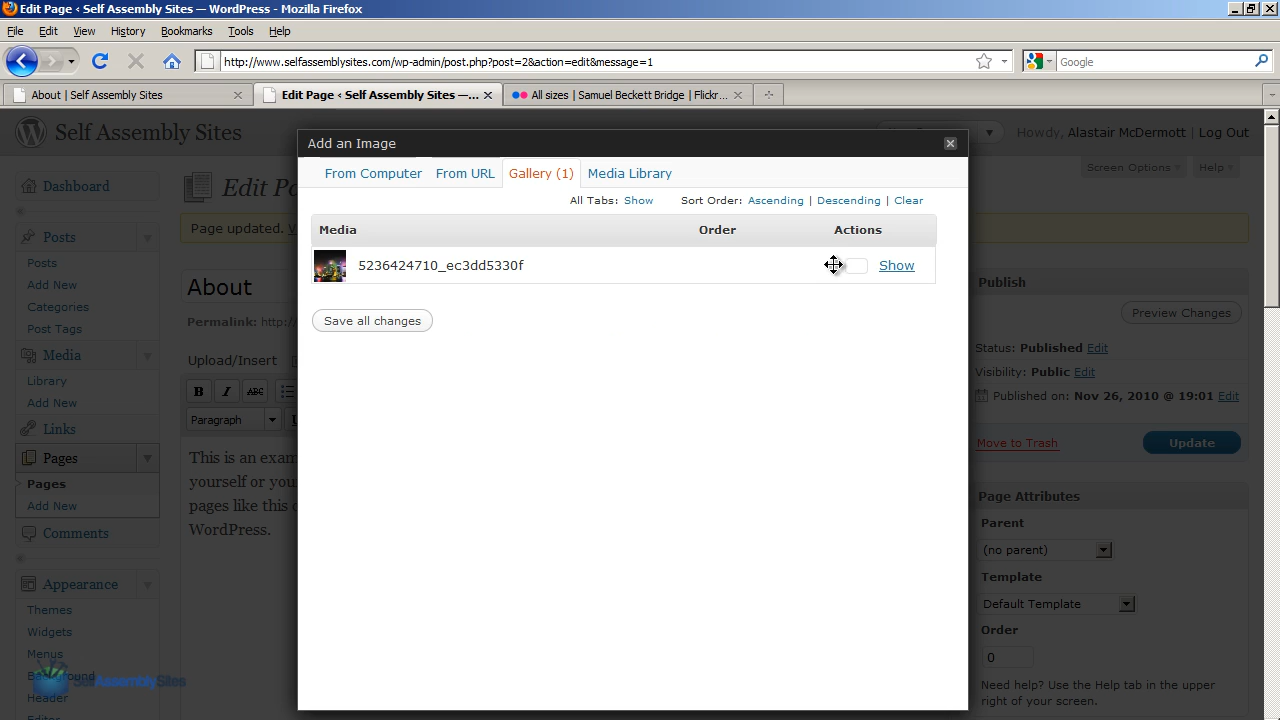 Edit Page ‹ Self Assembly Sites — WordPress - Mozilla Firefox
File Edit View History Bookmarks Tools Help
http://www.selfassemblysites.com/wp-admin/post.php?post=2&action=edit&message=1
Google
About | Self Assembly Sites
Edit Page ‹ Self Assembly Sites —...
All sizes | Samuel Beckett Bridge | Flickr...
Self Assembly Sites
Howdy, Alastair McDermott | Log Out
Screen Options
Help
Dashboard
Posts
Posts
Add New
Categories
Post Tags
Media
Library
Add New
Links
Pages
Pages
Add New
Comments
Appearance
Themes
Widgets
Menus
Background
Header
Editor
SelfAssemblySites
Edit
Page updated.
About
Permalink: http:/
Upload/Insert
B I ABC
Paragraph
This is an exam
yourself or you
pages like this
WordPress.
Add an Image
From Computer
From URL
Gallery (1)
Media Library
All Tabs: Show
Sort Order: Ascending | Descending | Clear
Media
Order
Actions
5236424710_ec3dd5330f
Show
Save all changes
Publish
Preview Changes
Status: Published Edit
Visibility: Public Edit
Published on: Nov 26, 2010 @ 19:01 Edit
Move to Trash
Update
Page Attributes
Parent
(no parent)
Template
Default Template
Order
0
Need help? Use the Help tab in the upper
right of your screen.